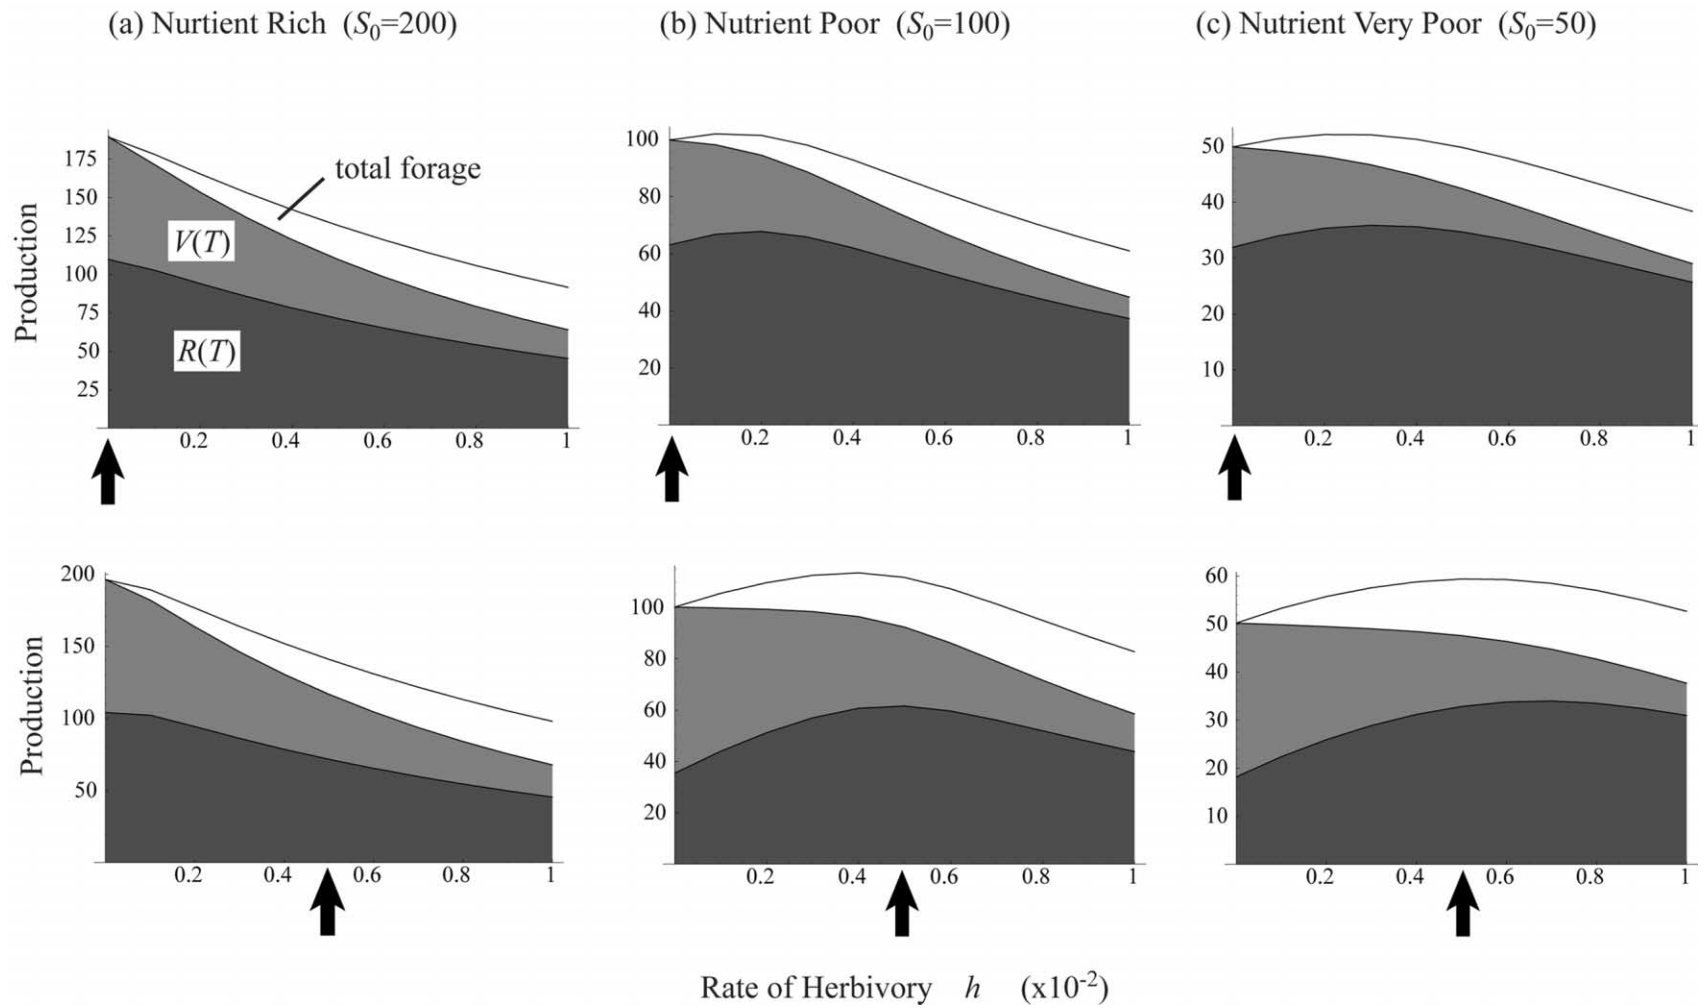 (a) Nurtient Rich (S0=200)
(b) Nutrient Poor (S0=100)
(c) Nutrient Very Poor (S0=50)
Production
175
150
125
100
75
50
25
total forage
V(T)
R(T)
0.2 0.4 0.6 0.8 1
100
80
60
40
20
0.2 0.4 0.6 0.8 1
50
40
30
20
10
0.2 0.4 0.6 0.8 1
Production
200
150
100
50
0.2 0.4 0.6 0.8 1
100
80
60
40
20
0.2 0.4 0.6 0.8 1
60
50
40
30
20
10
0.2 0.4 0.6 0.8 1
Rate of Herbivory h (x10-2)